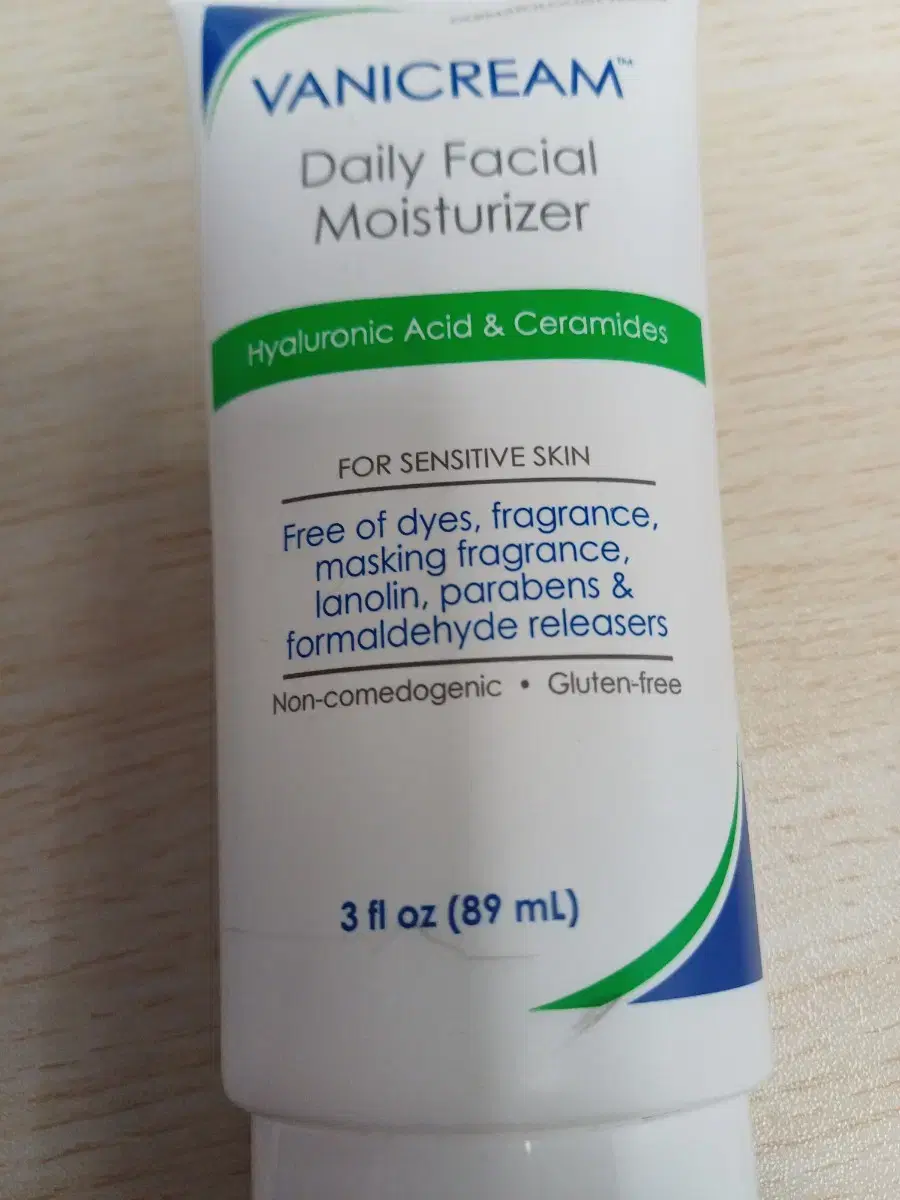 VANICREAM™
Daily Facial
Moisturizer
Hyaluronic Acid & Ceramides
FOR SENSITIVE SKIN
Free of dyes, fragrance,
masking fragrance,
lanolin, parabens &
formaldehyde releasers
Non-comedogenic • Gluten-free
3 fl oz (89 mL)